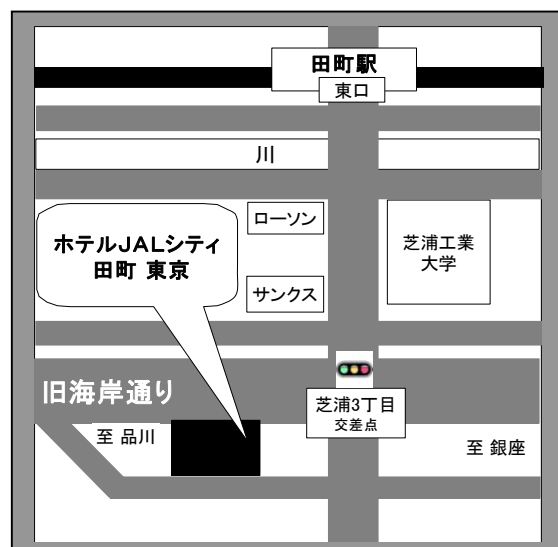 田町駅
東口
川
ローソン
ホテルJALシティ
田町 東京
芝浦工業
大学
サンクス
旧海岸通り
芝浦3丁目
交差点
至 品川
至 銀座